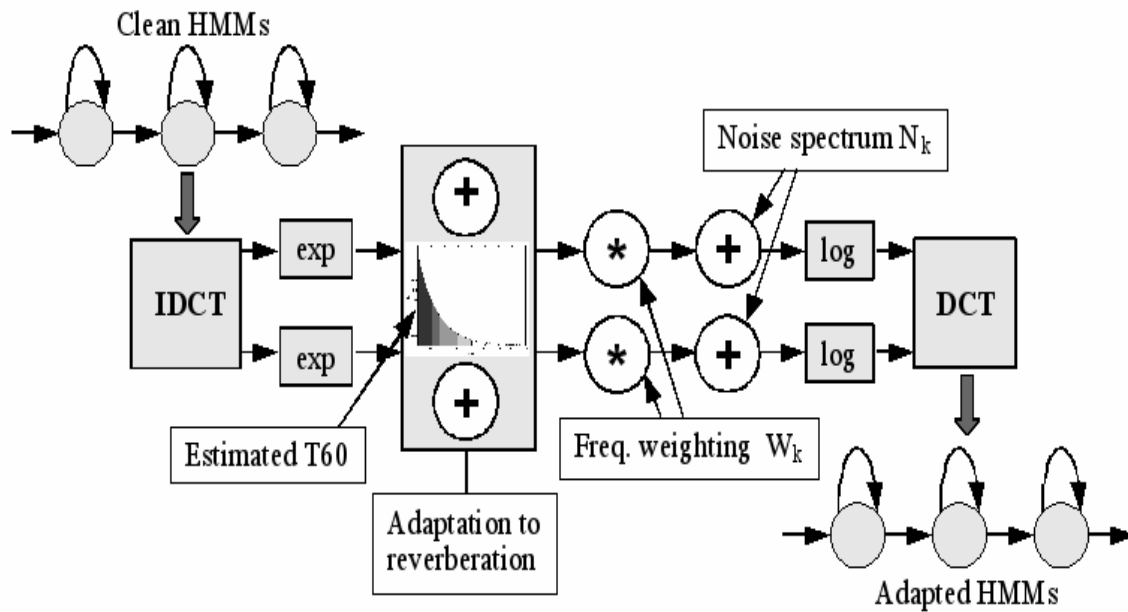 Clean HMMs
Noise spectrum N_k
+
exp
*
+
log
IDCT
DCT
exp
*
+
log
+
Estimated T60
Freq. weighting W_k
Adaptation to
reverberation
Adapted HMMs